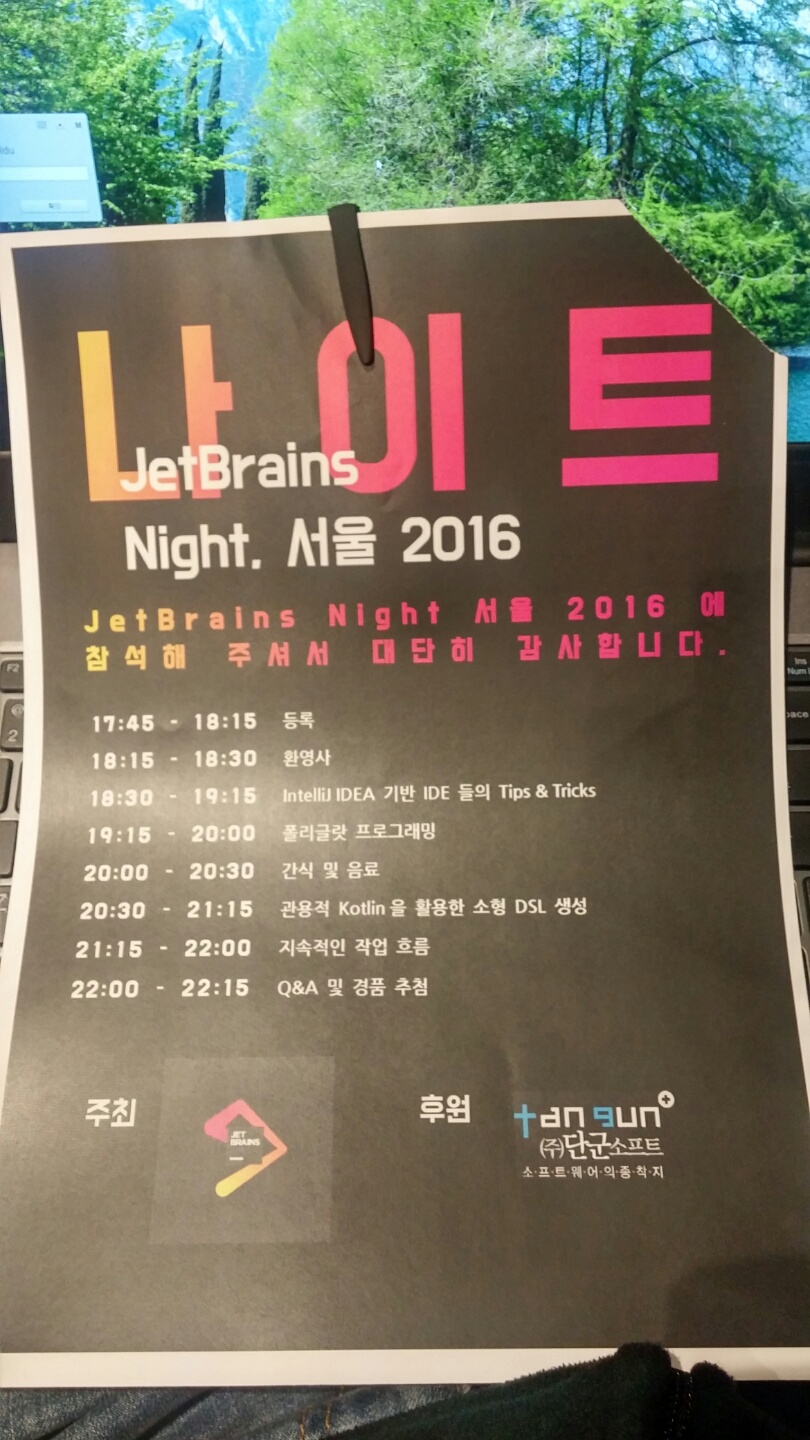 확인
나이트
JetBrains
Night, 서울 2016
JetBrains Night 서울 2016 에
참석해 주셔서 대단히 감사합니다.
17:45 - 18:15 등록
18:15 - 18:30 환영사
18:30 - 19:15 IntelliJ IDEA 기반 IDE 들의 Tips & Tricks
19:15 - 20:00 폴리글랏 프로그래밍
20:00 - 20:30 간식 및 음료
20:30 - 21:15 관용적 Kotlin 을 활용한 소형 DSL 생성
21:15 - 22:00 지속적인 작업 흐름
22:00 - 22:15 Q&A 및 경품 추첨
주최 JET BRAINS 후원 tangun
(주)단군소프트
소·프·트·웨·어·의·종·착·지
F2
@ 2
Ins
Num